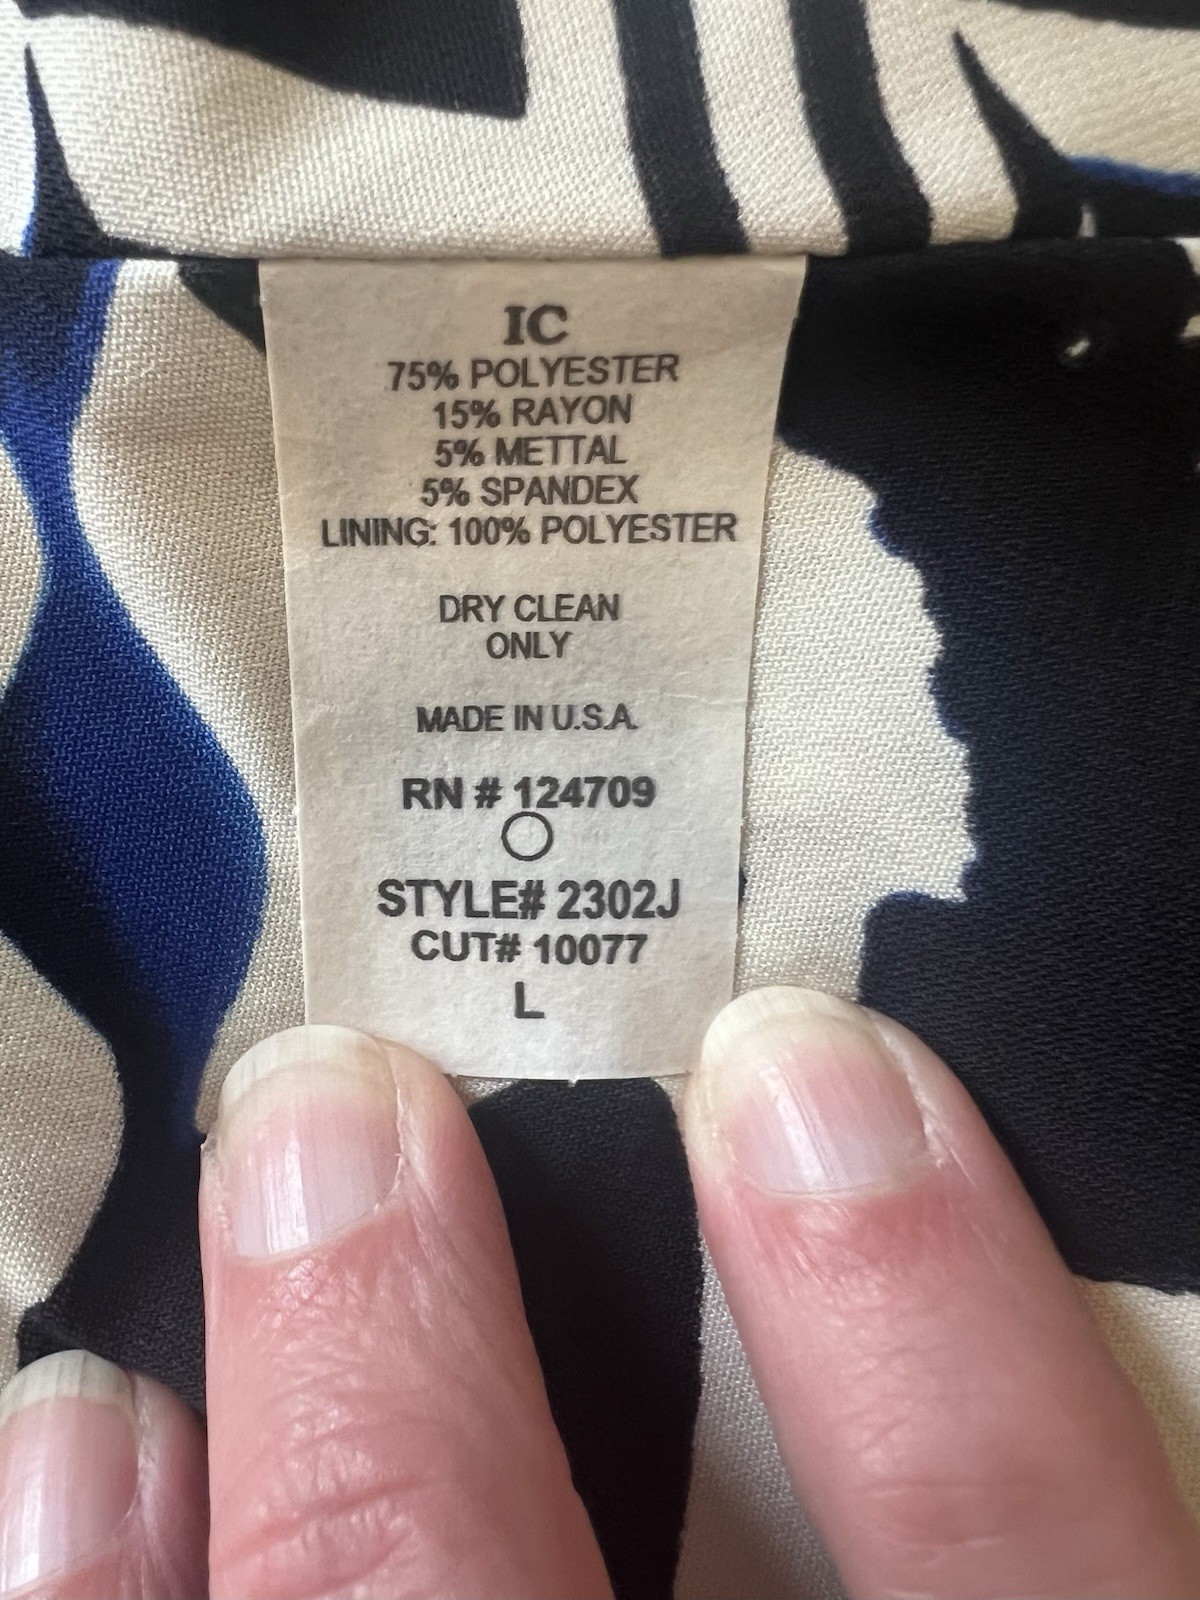 IC
75% POLYESTER
15% RAYON
5% METTAL
5% SPANDEX
LINING: 100% POLYESTER
DRY CLEAN
ONLY
MADE IN U.S.A.
RN # 124709
STYLE# 2302J
CUT# 10077
L